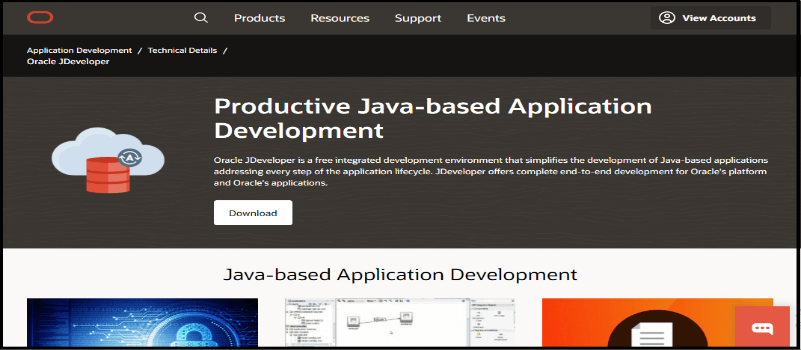 Products Resources Support Events View Accounts
Application Development / Technical Details /
Oracle JDeveloper
Productive Java-based Application
Development
A
Oracle JDeveloper is a free integrated development environment that simplifies the development of Java-based applications
addressing every step of the application lifecycle. JDeveloper offers complete end-to-end development for Oracle's platform
and Oracle's applications.
Download
Java-based Application Development